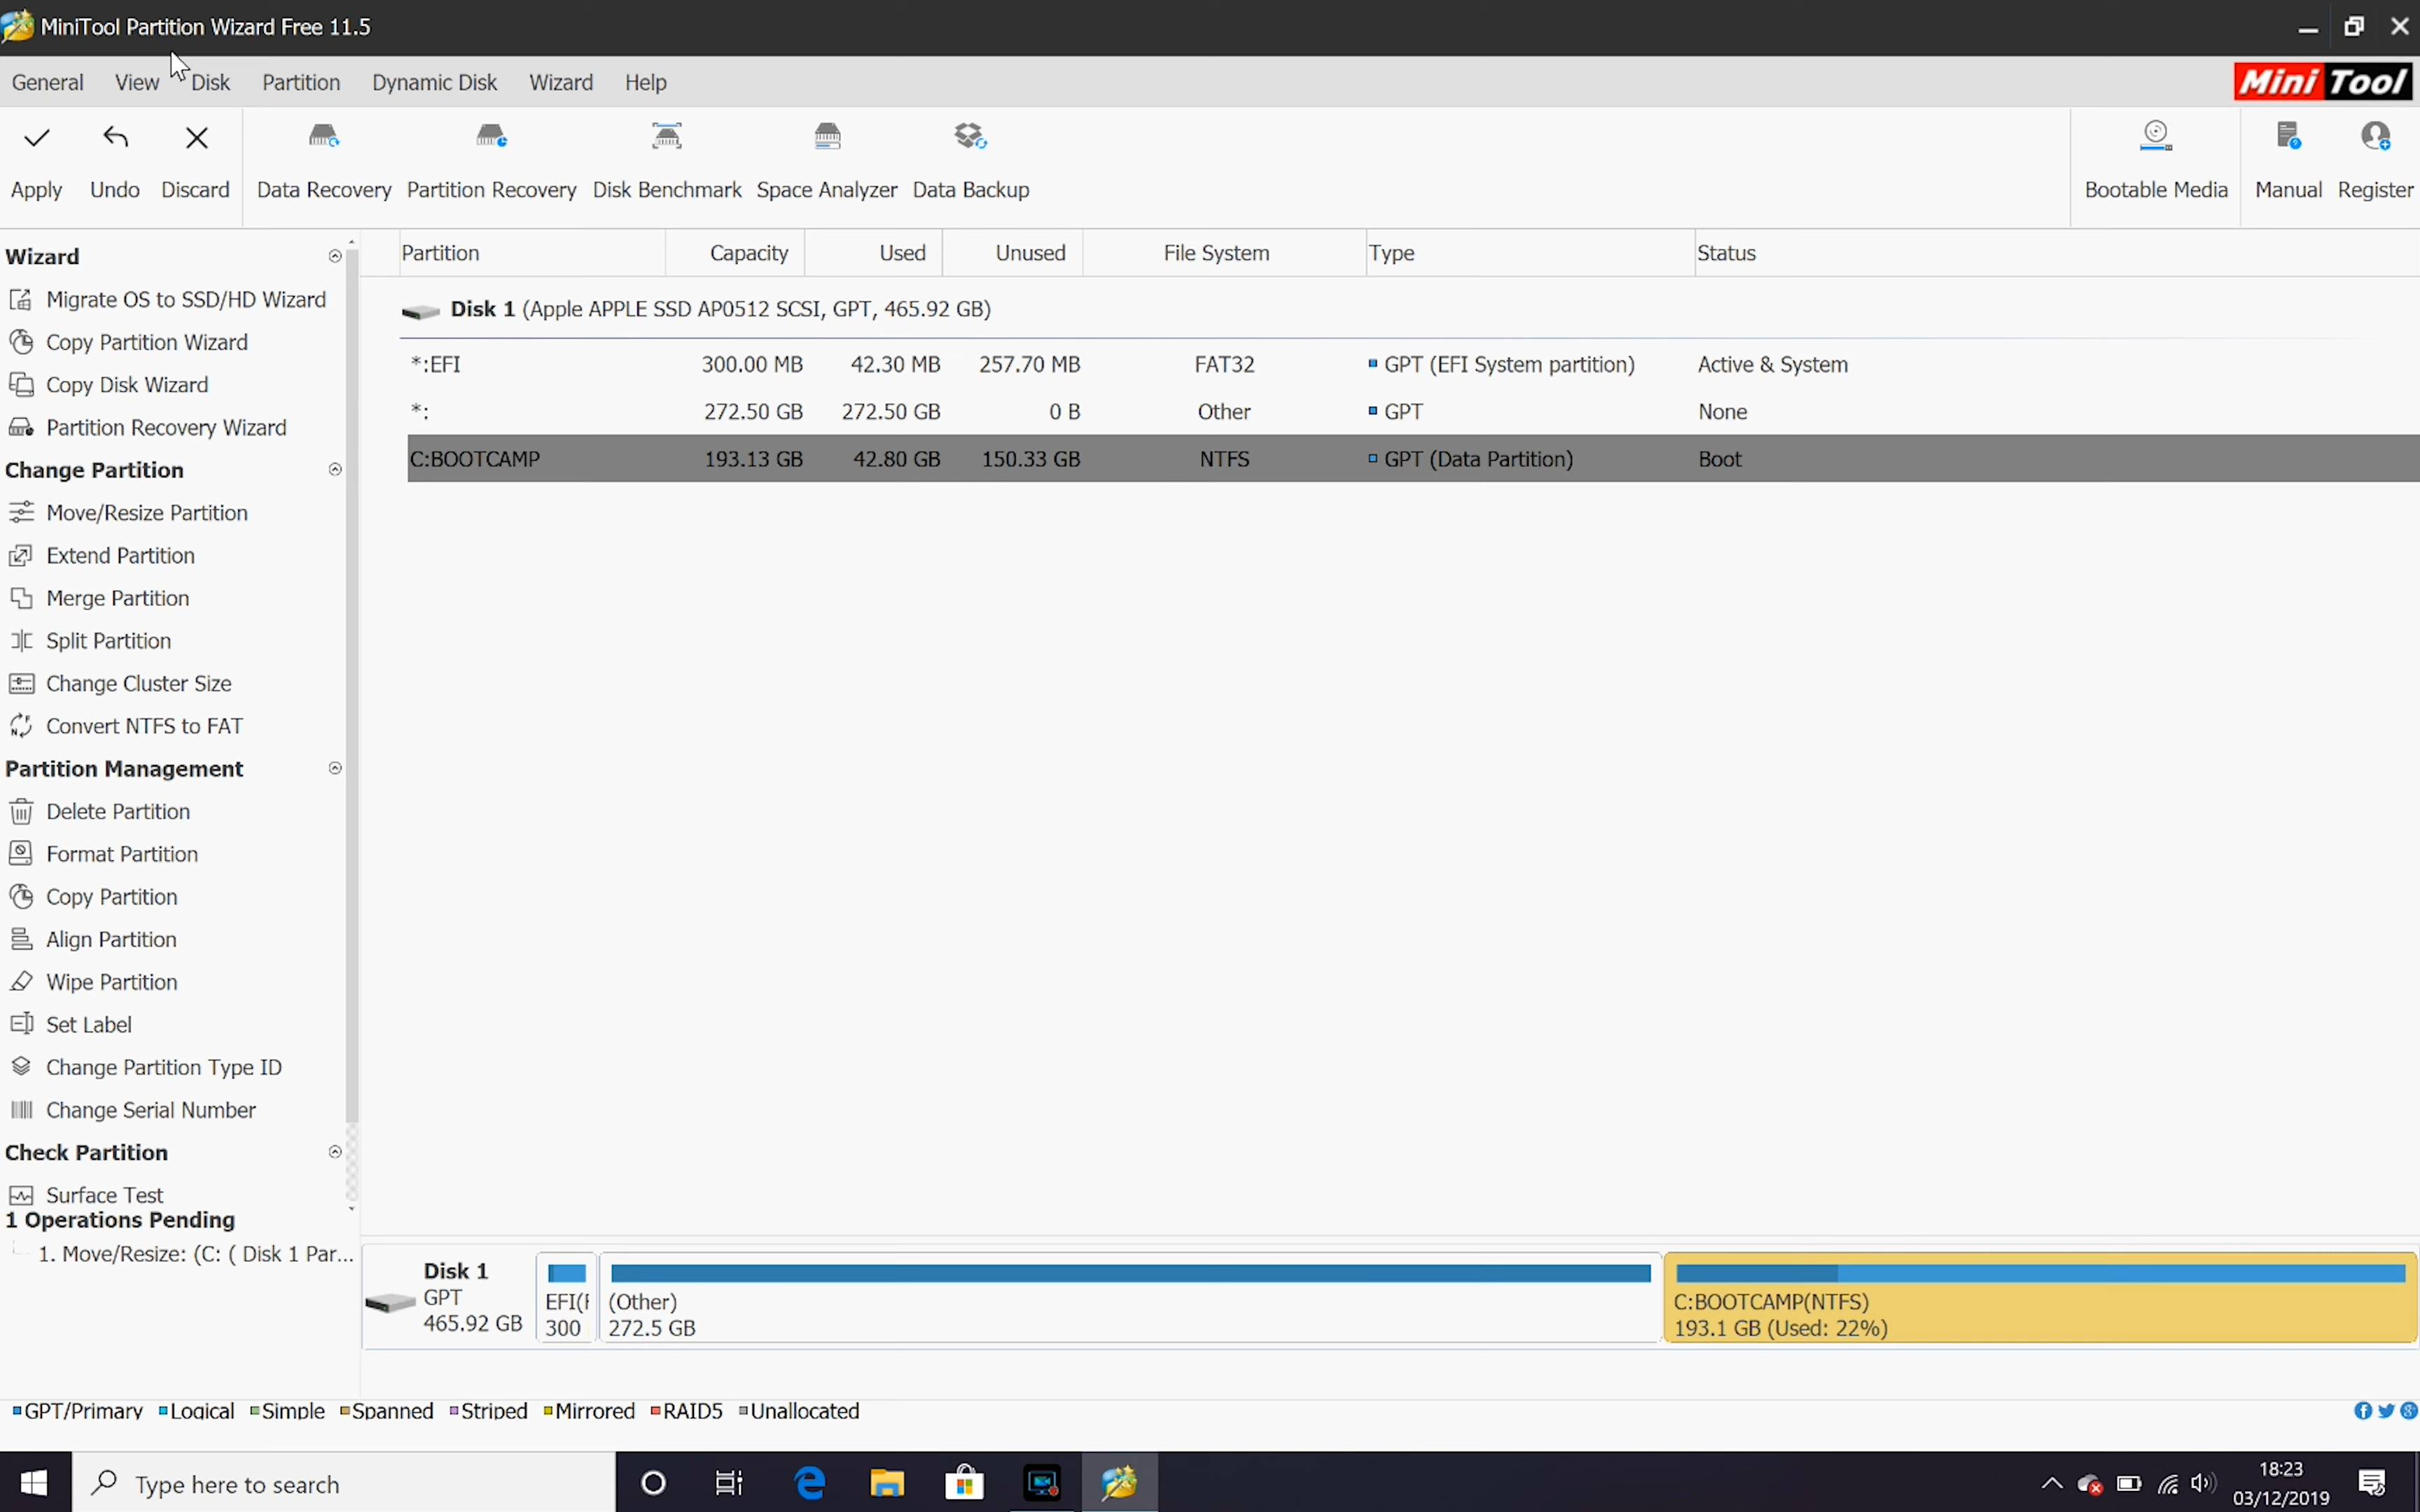 MiniTool Partition Wizard Free 11.5
General View Disk Partition Dynamic Disk Wizard Help
Mini Tool
Apply Undo Discard Data Recovery Partition Recovery Disk Benchmark Space Analyzer Data Backup Bootable Media Manual Register
Wizard
Migrate OS to SSD/HD Wizard
Copy Partition Wizard
Copy Disk Wizard
Partition Recovery Wizard
Change Partition
Move/Resize Partition
Extend Partition
Merge Partition
Split Partition
Change Cluster Size
Convert NTFS to FAT
Partition Management
Delete Partition
Format Partition
Copy Partition
Align Partition
Wipe Partition
Set Label
Change Partition Type ID
Change Serial Number
Check Partition
Surface Test
1 Operations Pending
1. Move/Resize: (C: ( Disk 1 Par...
Partition Capacity Used Unused File System Type Status
Disk 1 (Apple APPLE SSD AP0512 SCSI, GPT, 465.92 GB)
*:EFI 300.00 MB 42.30 MB 257.70 MB FAT32 GPT (EFI System partition) Active & System
*: 272.50 GB 272.50 GB 0 B Other GPT None
C:BOOTCAMP 193.13 GB 42.80 GB 150.33 GB NTFS GPT (Data Partition) Boot
Disk 1
GPT
465.92 GB
EFI(F
300
(Other)
272.5 GB
C:BOOTCAMP(NTFS)
193.1 GB (Used: 22%)
GPT/Primary Logical Simple Spanned Striped Mirrored RAID5 Unallocated
Type here to search
18:23
03/12/2019